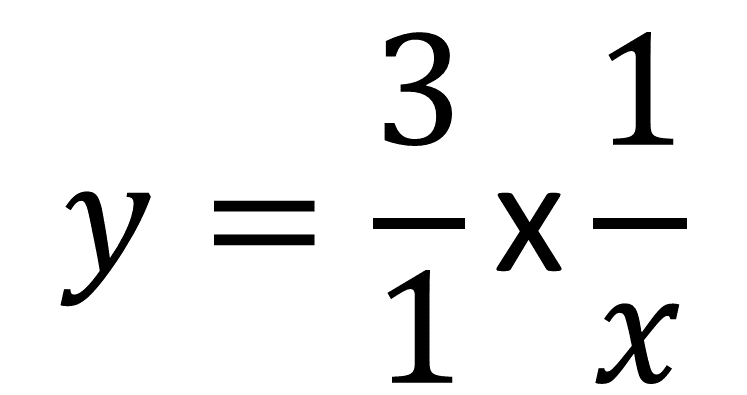 y = 3/1 x 1/x